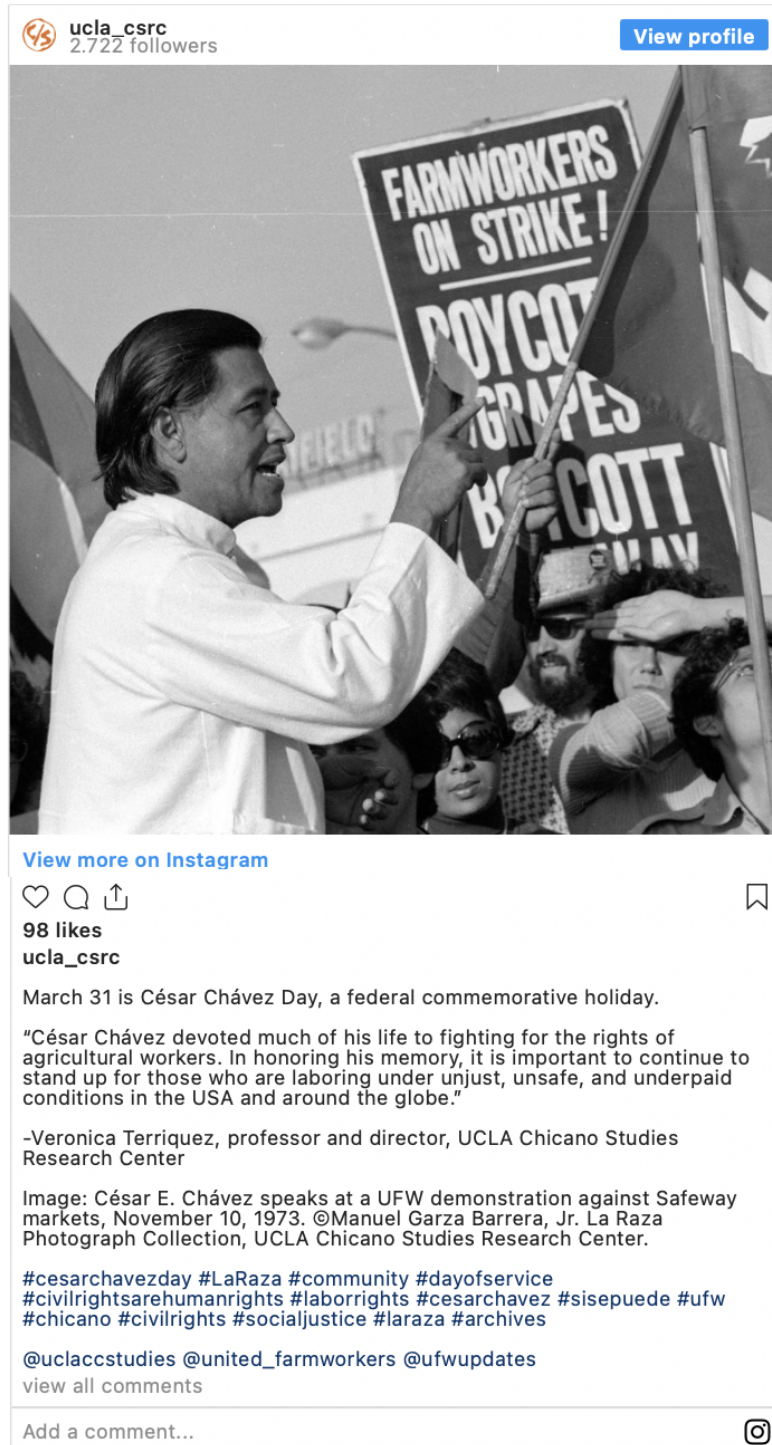 ucla_csrc
2.722 followers
View profile
FARMWORKERS
ON STRIKE!
BOYCOT
GRAPES
B COTT
WAY
View more on Instagram
98 likes
ucla_csrc
March 31 is César Chávez Day, a federal commemorative holiday.
“César Chávez devoted much of his life to fighting for the rights of
agricultural workers. In honoring his memory, it is important to continue to
stand up for those who are laboring under unjust, unsafe, and underpaid
conditions in the USA and around the globe.”
-Veronica Terriquez, professor and director, UCLA Chicano Studies
Research Center
Image: César E. Chávez speaks at a UFW demonstration against Safeway
markets, November 10, 1973. ©Manuel Garza Barrera, Jr. La Raza
Photograph Collection, UCLA Chicano Studies Research Center.
#cesarchavezday #LaRaza #community #dayofservice
#civilrightsarehumanrights #laborrights #cesarchavez #sisepuede #ufw
#chicano #civilrights #socialjustice #laraza #archives
@uclaccstudies @united_farmworkers @ufwupdates
view all comments
Add a comment...